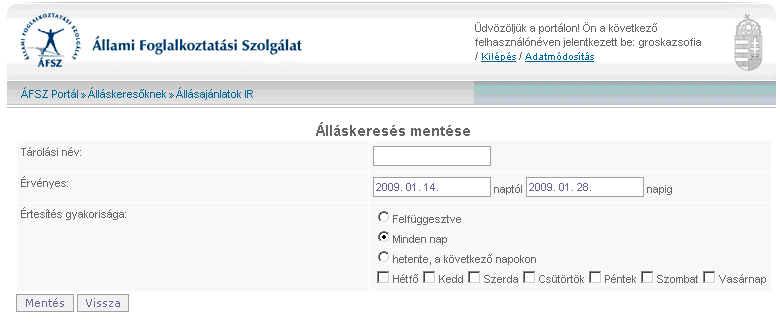 ÁLLAMI FOGLALKOZTATÁSI SZOLGÁLAT
ÁFSZ
Állami Foglalkoztatási Szolgálat
Üdvözöljük a portálon! Ön a következő
felhasználónéven jelentkezett be: groskazsofia
/ Kilépés / Adatmódosítás
ÁFSZ Portál » Álláskeresőknek » Állásajánlatok IR
Álláskeresés mentése
Tárolási név:
Érvényes: 2009. 01. 14. naptól 2009. 01. 28. napig
Értesítés gyakorisága:
Felfüggesztve
Minden nap
hetente, a következő napokon
Hétfő Kedd Szerda Csütörtök Péntek Szombat Vasárnap
Mentés Vissza